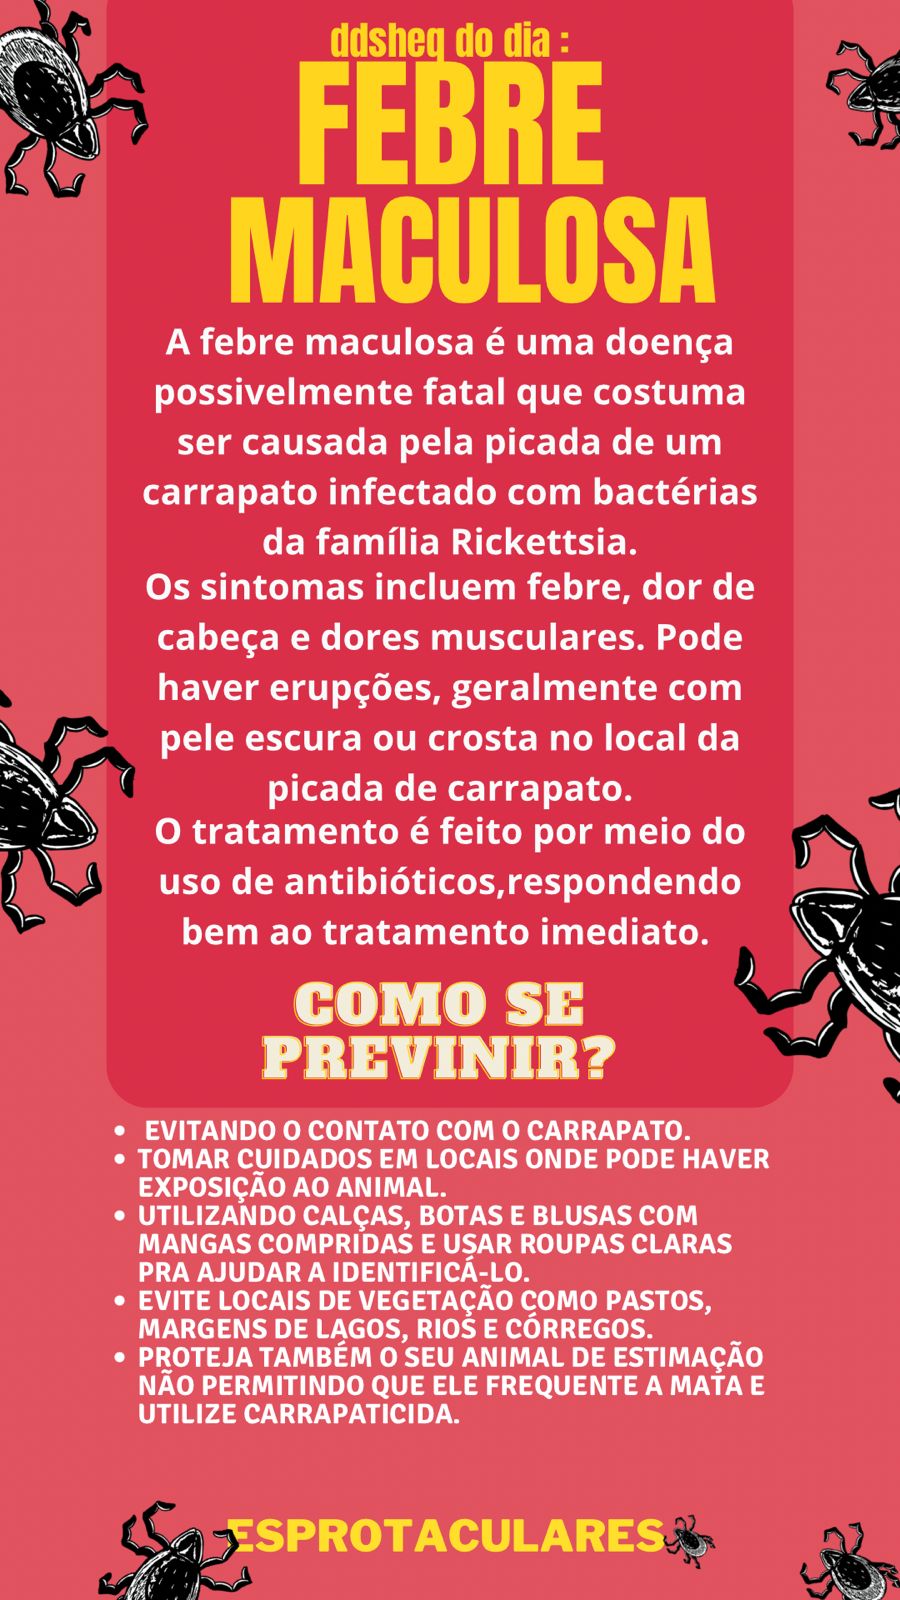 ddsheq do dia :
FEBRE
MACULOSA
A febre maculosa é uma doença
possivelmente fatal que costuma
ser causada pela picada de um
carrapato infectado com bactérias
da família Rickettsia.
Os sintomas incluem febre, dor de
cabeça e dores musculares. Pode
haver erupções, geralmente com
pele escura ou crosta no local da
picada de carrapato.
O tratamento é feito por meio do
uso de antibióticos,respondendo
bem ao tratamento imediato.
COMO SE
PREVINIR?
• EVITANDO O CONTATO COM O CARRAPATO.
• TOMAR CUIDADOS EM LOCAIS ONDE PODE HAVER
EXPOSIÇÃO AO ANIMAL.
• UTILIZANDO CALÇAS, BOTAS E BLUSAS COM
MANGAS COMPRIDAS E USAR ROUPAS CLARAS
PRA AJUDAR A IDENTIFICÁ-LO.
• EVITE LOCAIS DE VEGETAÇÃO COMO PASTOS,
MARGENS DE LAGOS, RIOS E CÓRREGOS.
• PROTEJA TAMBÉM O SEU ANIMAL DE ESTIMAÇÃO
NÃO PERMITINDO QUE ELE FREQUENTE A MATA E
UTILIZE CARRAPATICIDA.
ESPROTACULARES